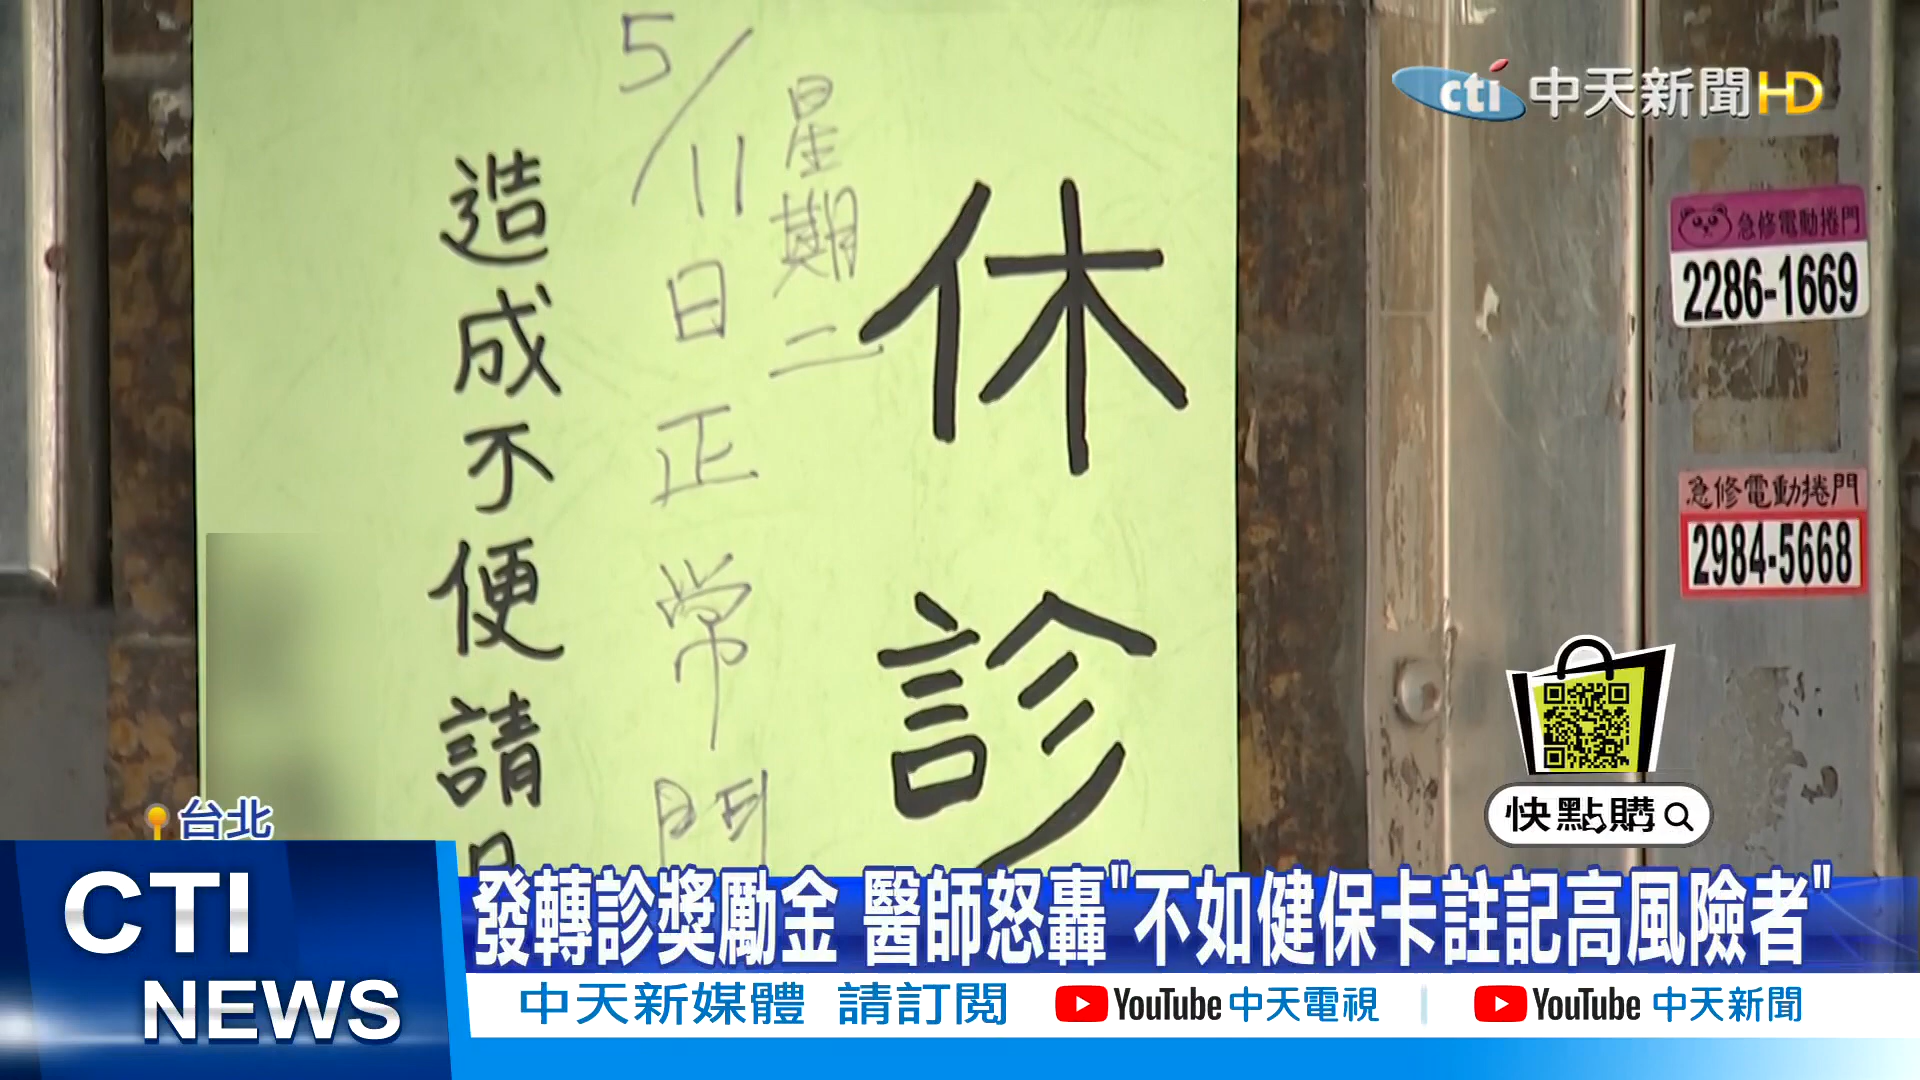 休診
5/11日正常門
星期二
造成不便請
cti 中天新聞HD
急修電動捲門
2286-1669
急修電動捲門
2984-5668
快點購
台北
CTI NEWS
發轉診獎勵金 醫師怒轟"不如健保卡註記高風險者"
中天新媒體 請訂閱 YouTube 中天電視 | YouTube 中天新聞